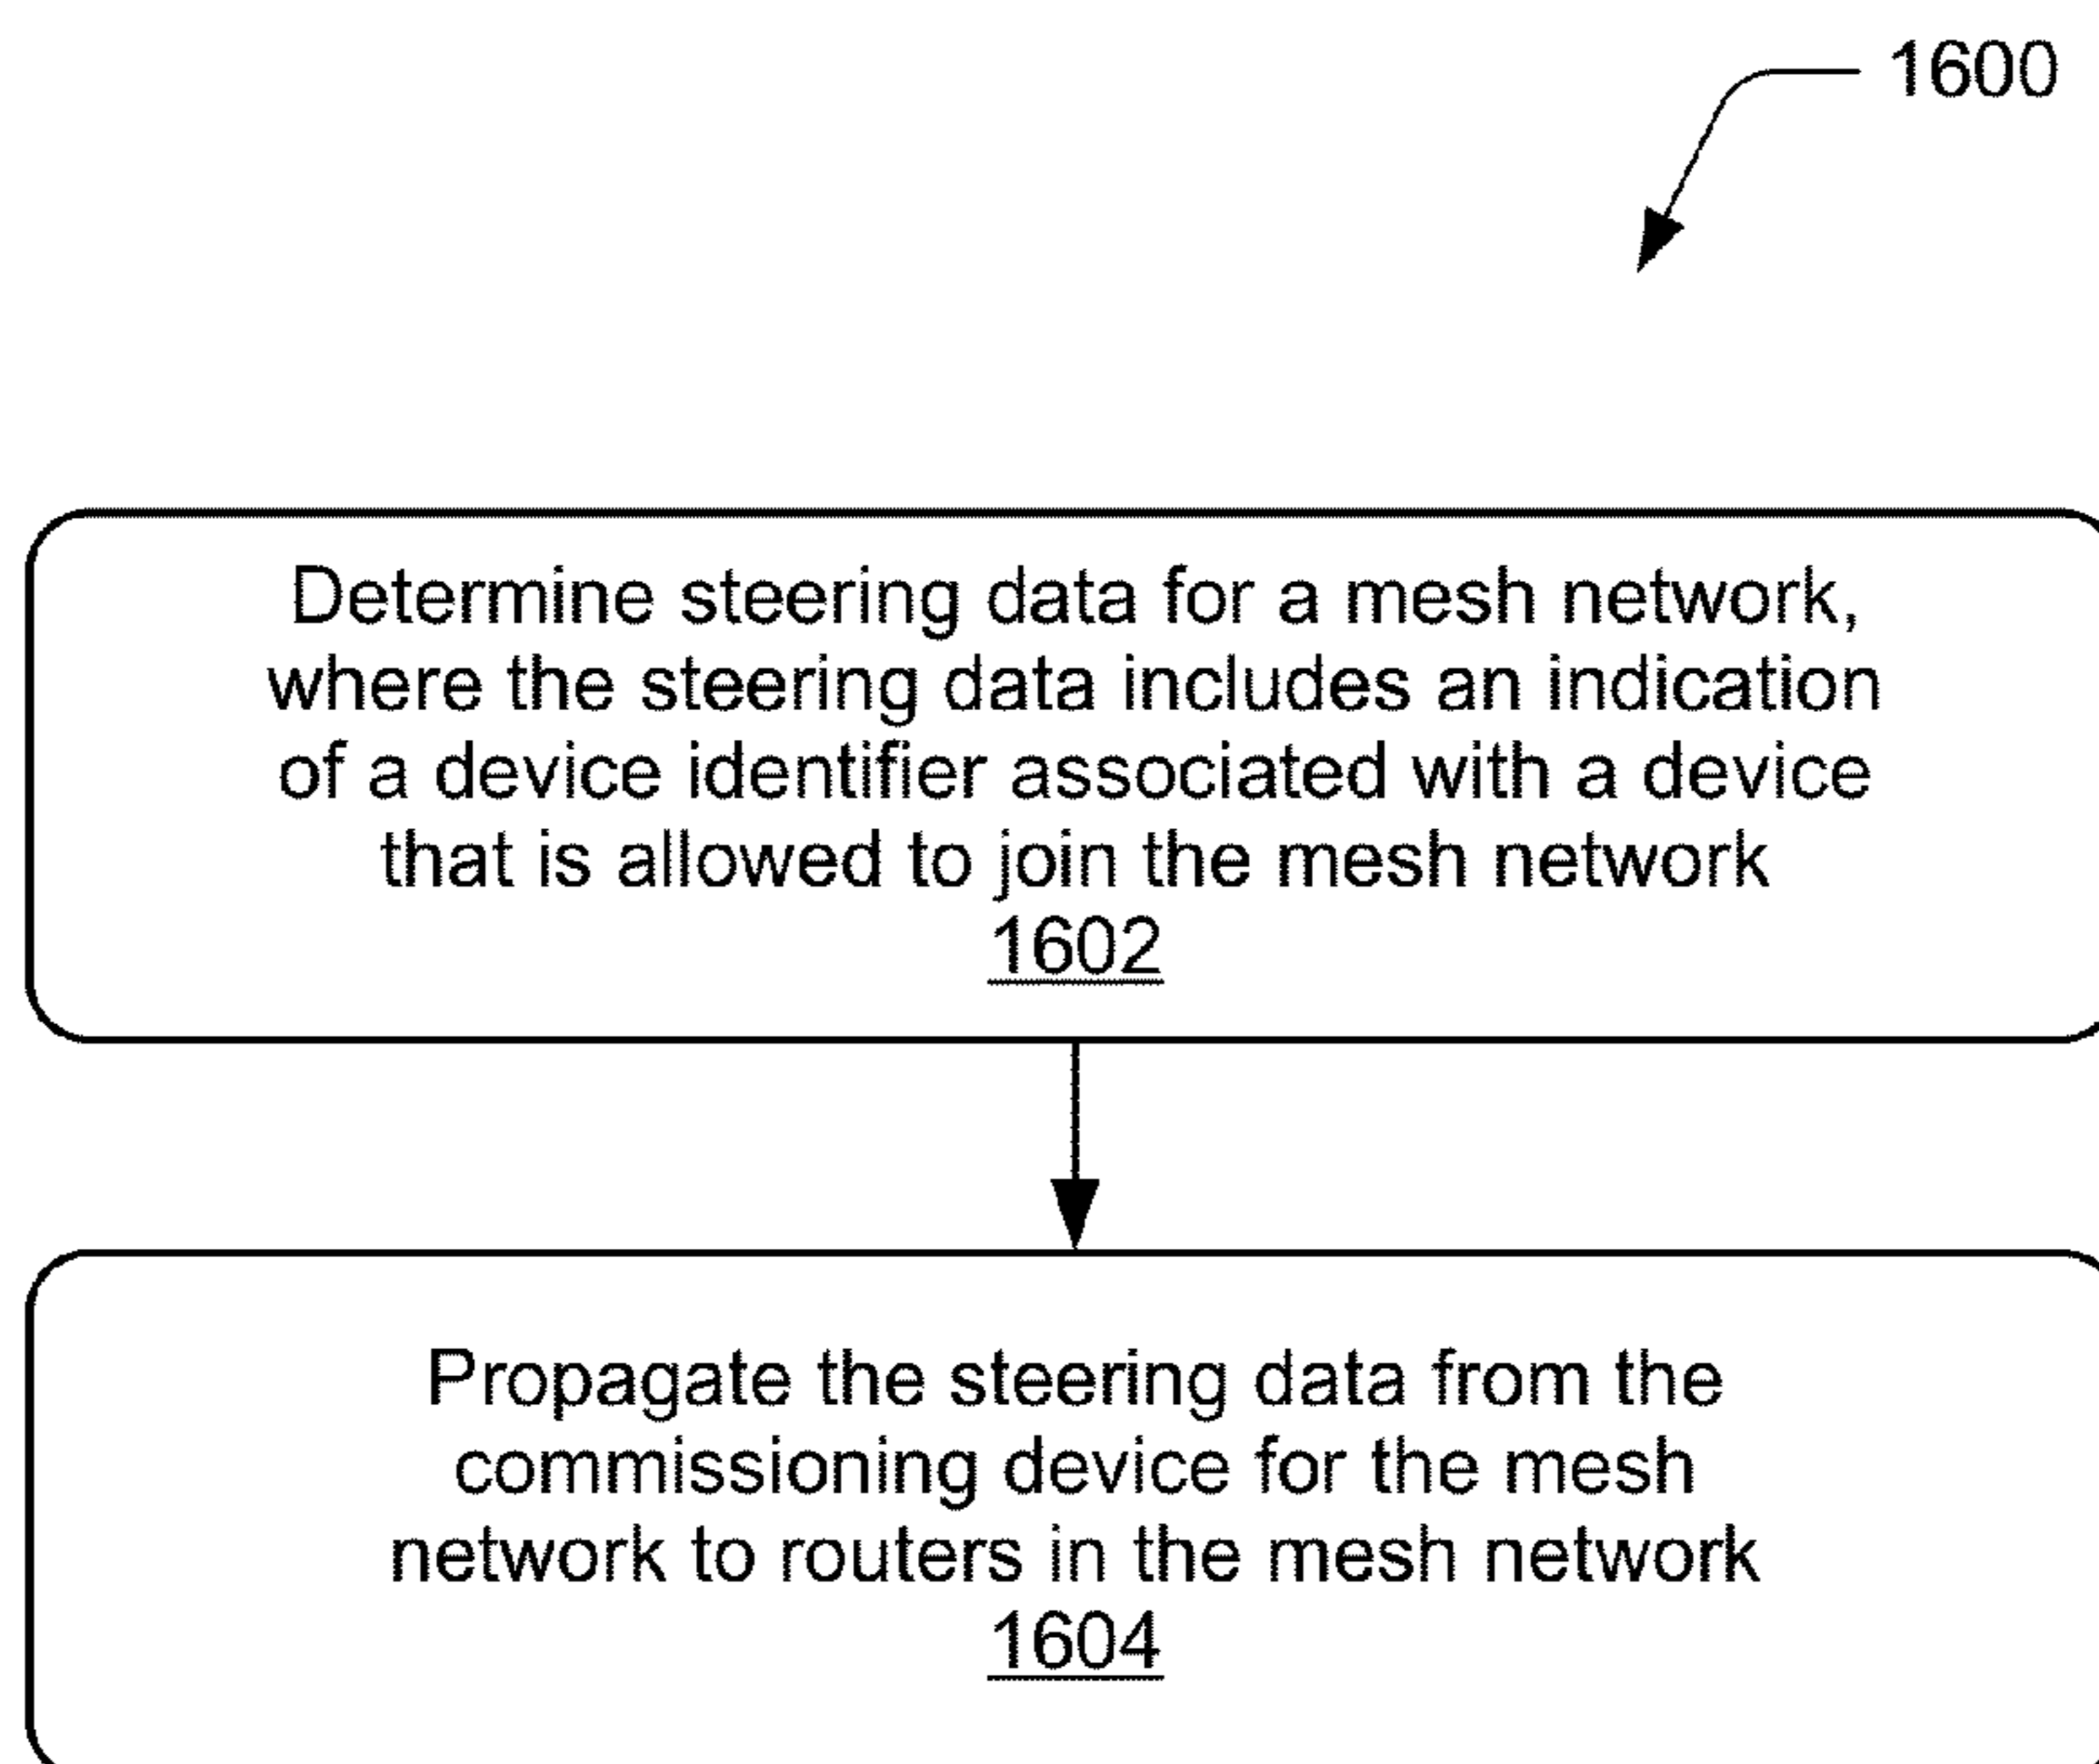 1600
Determine steering data for a mesh network,
where the steering data includes an indication
of a device identifier associated with a device
that is allowed to join the mesh network
1602
Propagate the steering data from the
commissioning device for the mesh
network to routers in the mesh network
1604